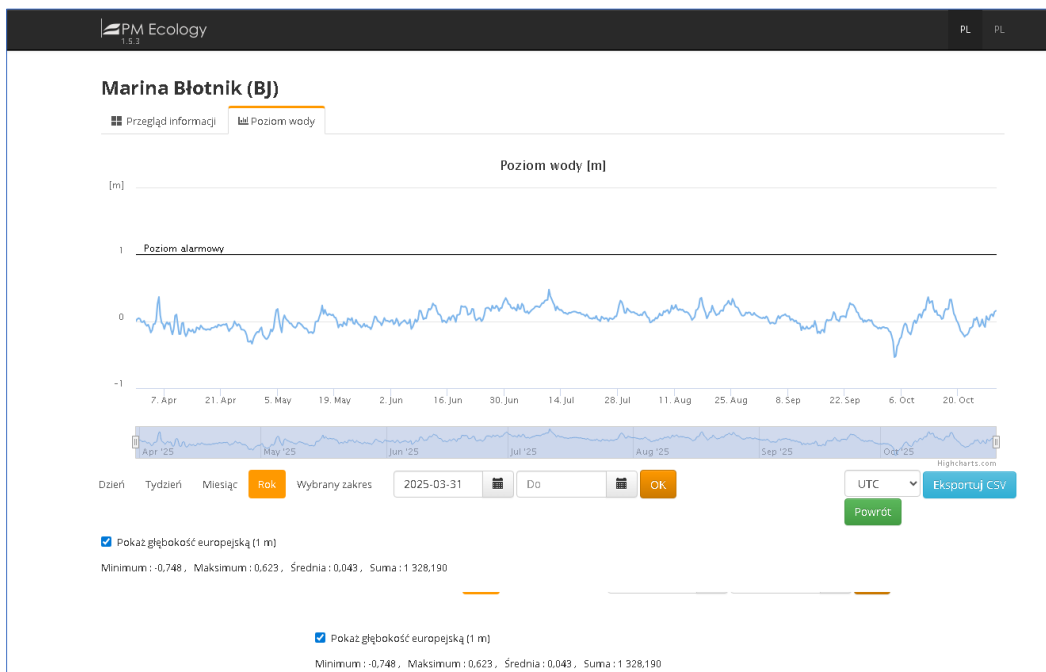 PM Ecology
1.5.3
PL PL
Marina Błotnik (BJ)
Przegląd informacji Poziom wody
Poziom wody [m]
[m]
1 Poziom alarmowy
0
-1
7. Apr 21. Apr 5. May 19. May 2. Jun 16. Jun 30. Jun 14. Jul 28. Jul 11. Aug 25. Aug 8. Sep 22. Sep 6. Oct 20. Oct
Apr '25 May '25 Jun '25 Jul '25 Aug '25 Sep '25 Oct '25
Highcharts.com
Dzień Tydzień Miesiąc Rok Wybrany zakres 2025-03-31 Do OK UTC Eksportuj CSV
Powrót
Pokaż głębokość europejską (1 m)
Minimum : -0,748 , Maksimum : 0,623 , Średnia : 0,043 , Suma : 1 328,190
Pokaż głębokość europejską (1 m)
Minimum : -0,748 , Maksimum : 0,623 , Średnia : 0,043 , Suma : 1 328,190